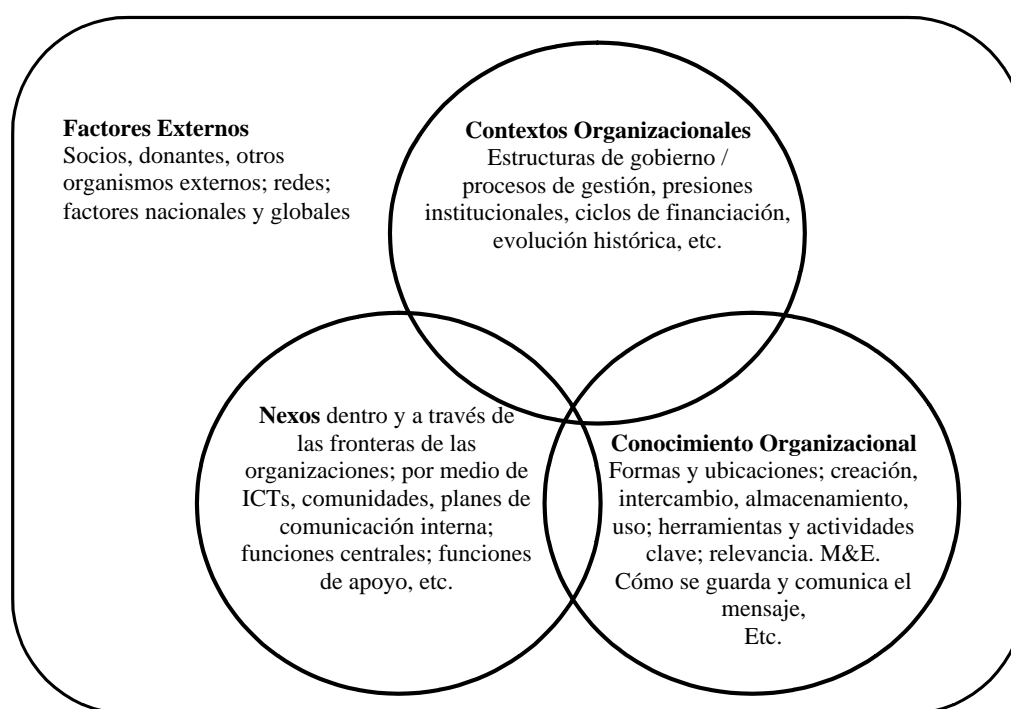 Factores Externos
Socios, donantes, otros
organismos externos; redes;
factores nacionales y globales
Contextos Organizacionales
Estructuras de gobierno /
procesos de gestión, presiones
institucionales, ciclos de financiación,
evolución histórica, etc.
Nexos dentro y a través de
las fronteras de las
organizaciones; por medio de
ICTs, comunidades, planes de
comunicación interna;
funciones centrales; funciones
de apoyo, etc.
Conocimiento Organizacional
Formas y ubicaciones; creación,
intercambio, almacenamiento,
uso; herramientas y actividades
clave; relevancia. M&E.
Cómo se guarda y comunica el
mensaje,
Etc.